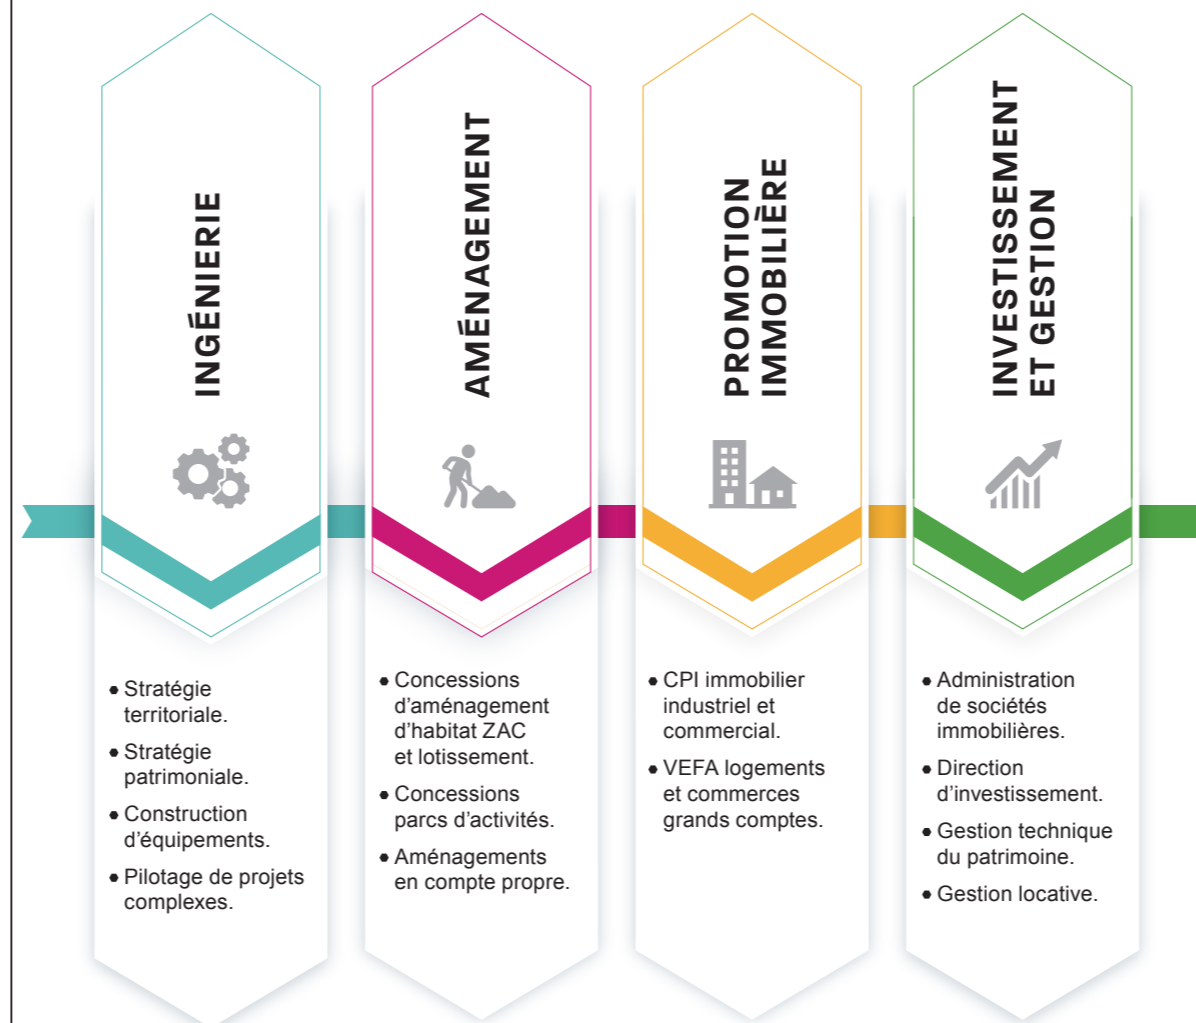 INGÉNIERIE
• Stratégie
territoriale.
• Stratégie
patrimoniale.
• Construction
d’équipements.
• Pilotage de projets
complexes.
AMÉNAGEMENT
• Concessions
d’aménagement
d’habitat ZAC
et lotissement.
• Concessions
parcs d’activités.
• Aménagements
en compte propre.
PROMOTION
IMMOBILIÈRE
• CPI immobilier
industriel et
commercial.
• VEFA logements
et commerces
grands comptes.
INVESTISSEMENT
ET GESTION
• Administration
de sociétés
immobilières.
• Direction
d’investissement.
• Gestion technique
du patrimoine.
• Gestion locative.